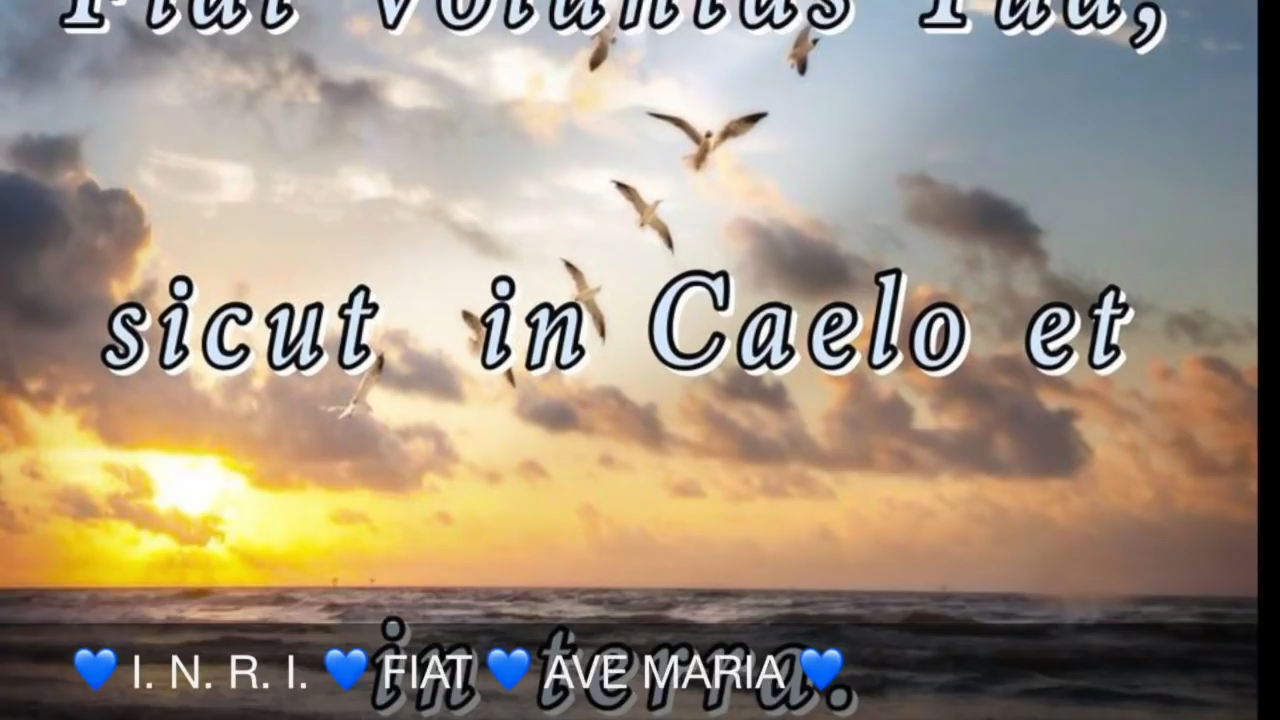 Fiat Voluntas Tua,
sicut in Caelo et
in terra.
💙 I. N. R. I. 💙 FIAT 💙 AVE MARIA 💙